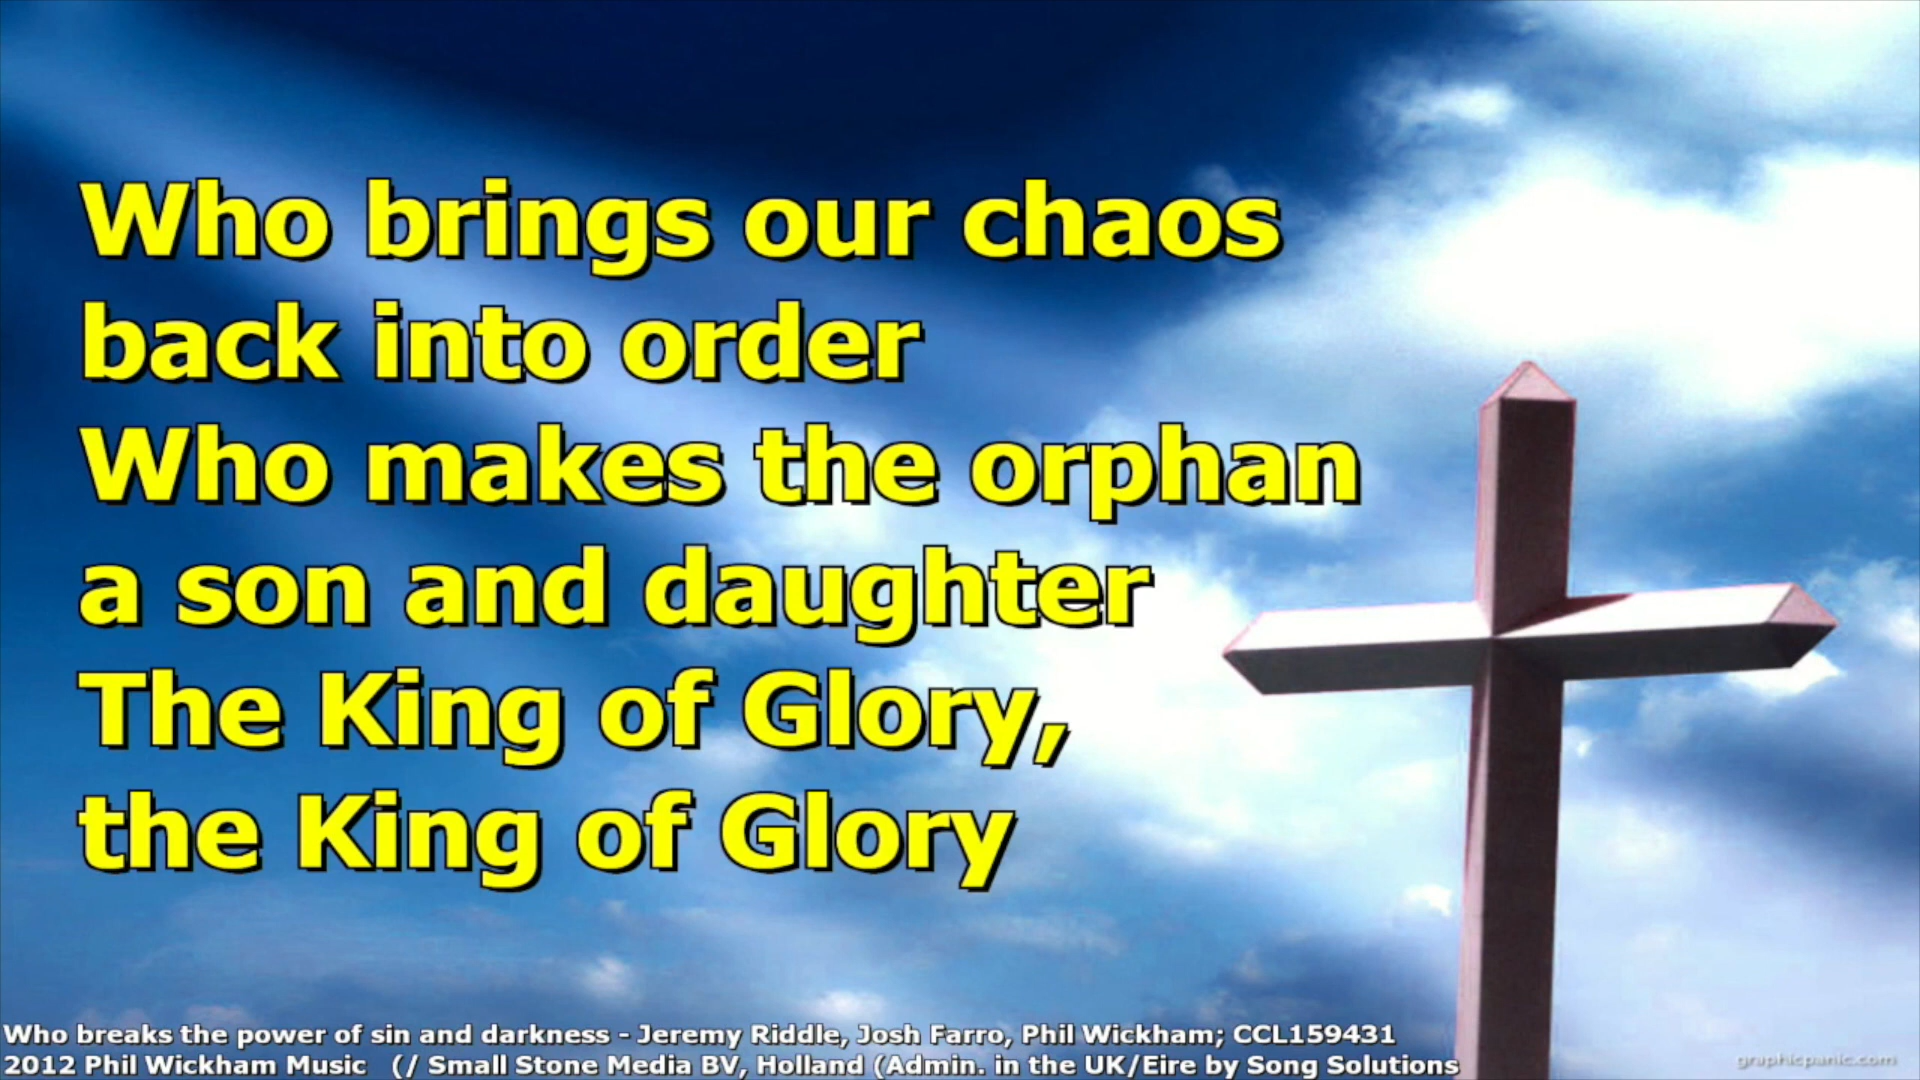 Who brings our chaos
back into order
Who makes the orphan
a son and daughter
The King of Glory,
the King of Glory
Who breaks the power of sin and darkness - Jeremy Riddle, Josh Farro, Phil Wickham; CCL159431
2012 Phil Wickham Music (/ Small Stone Media BV, Holland (Admin. in the UK/Eire by Song Solutions
graphicpanic.com